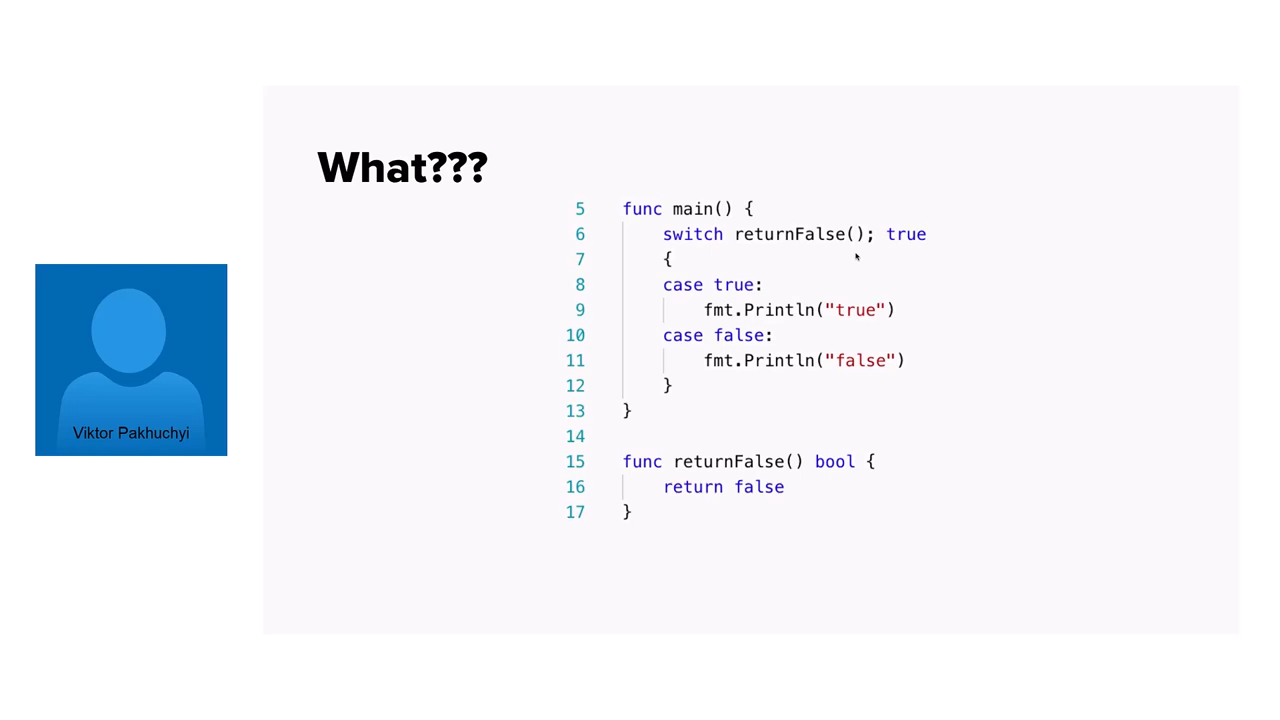 What???
5 func main() {
6 switch returnFalse(); true
7 {
8 case true:
9 fmt.Println("true")
10 case false:
11 fmt.Println("false")
12 }
13 }
14
15 func returnFalse() bool {
16 return false
17 }
Viktor Pakhuchyi